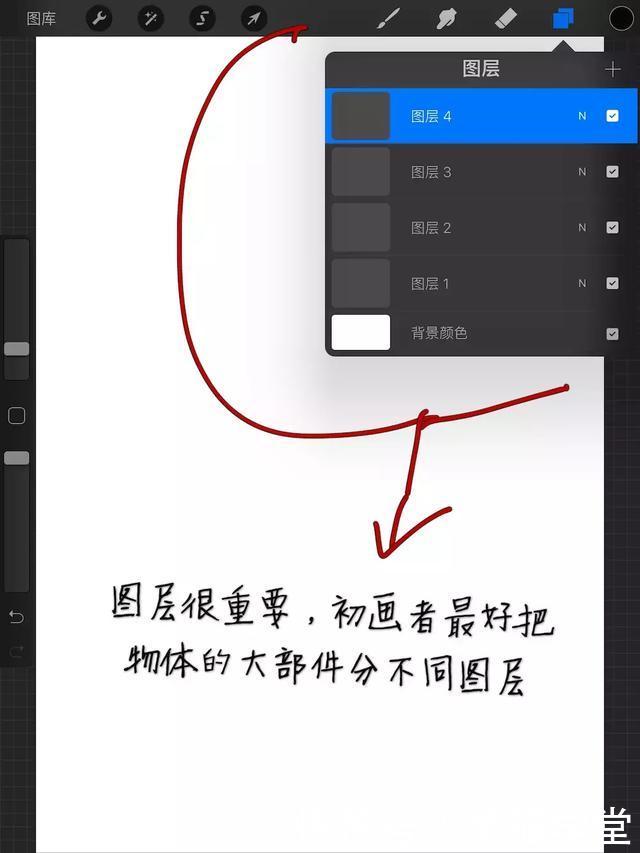 图库
图层
图层 4 N
图层 3 N
图层 2 N
图层 1 N
背景颜色
图层很重要，初画者最好把
物体的大部件分不同图层
堂